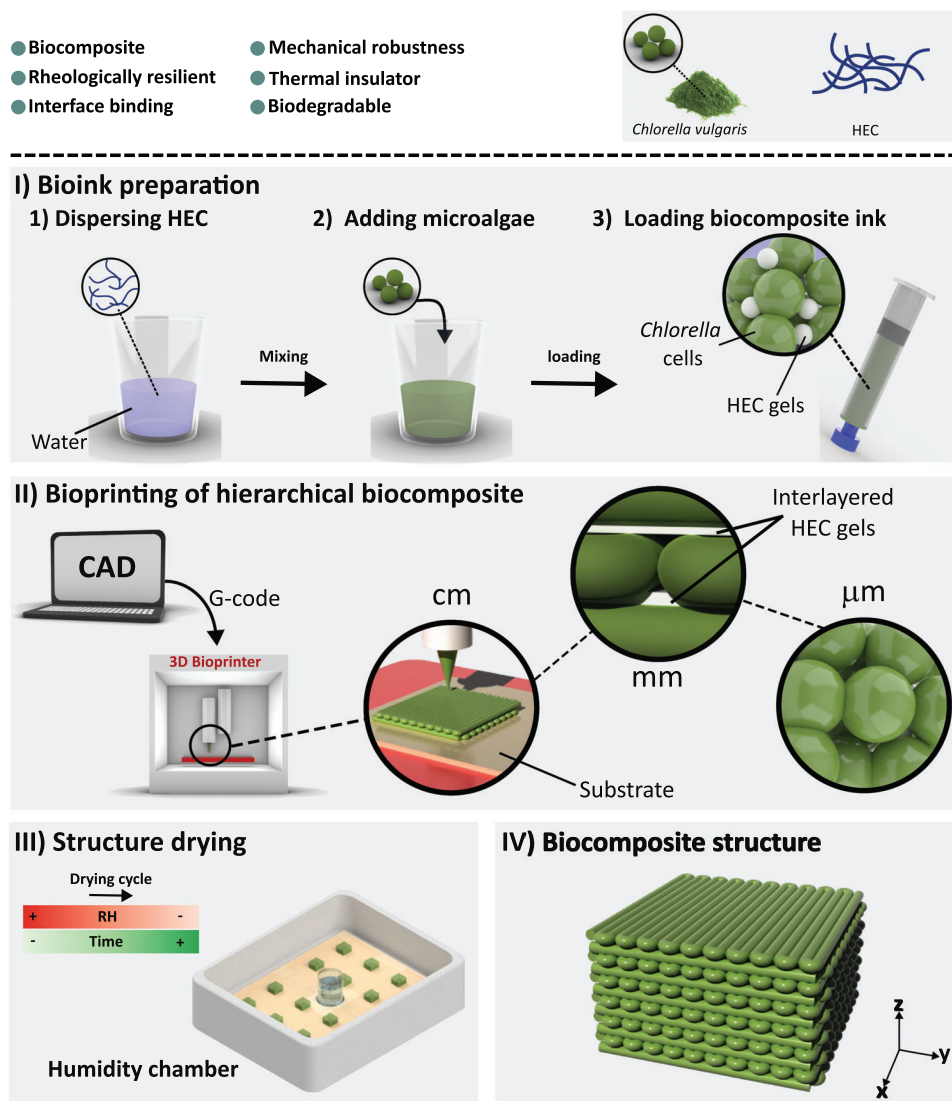 Biocomposite
Rheologically resilient
Interface binding
Mechanical robustness
Thermal insulator
Biodegradable
Chlorella vulgaris
HEC
I) Bioink preparation
1) Dispersing HEC
2) Adding microalgae
3) Loading biocomposite ink
Mixing
loading
Water
Chlorella
cells
HEC gels
II) Bioprinting of hierarchical biocomposite
CAD
G-code
3D Bioprinter
cm
Substrate
mm
Interlayered
HEC gels
μm
III) Structure drying
Drying cycle
+ RH -
- Time +
Humidity chamber
IV) Biocomposite structure
z
y
x